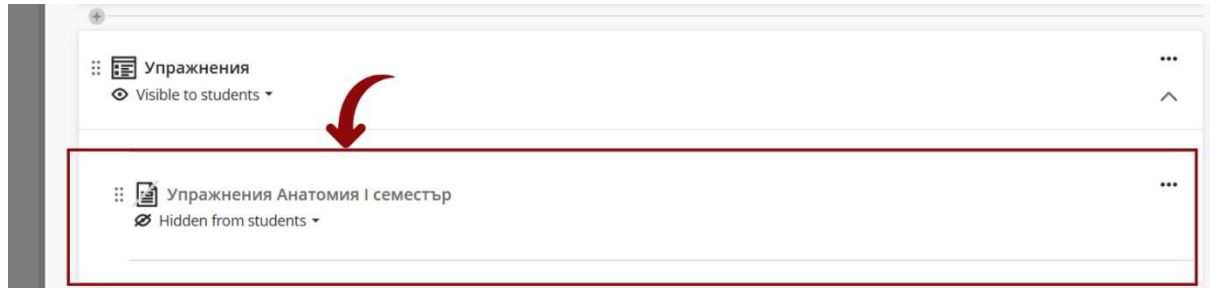 Упражнения
Visible to students
Упражнения Анатомия I семестър
Hidden from students